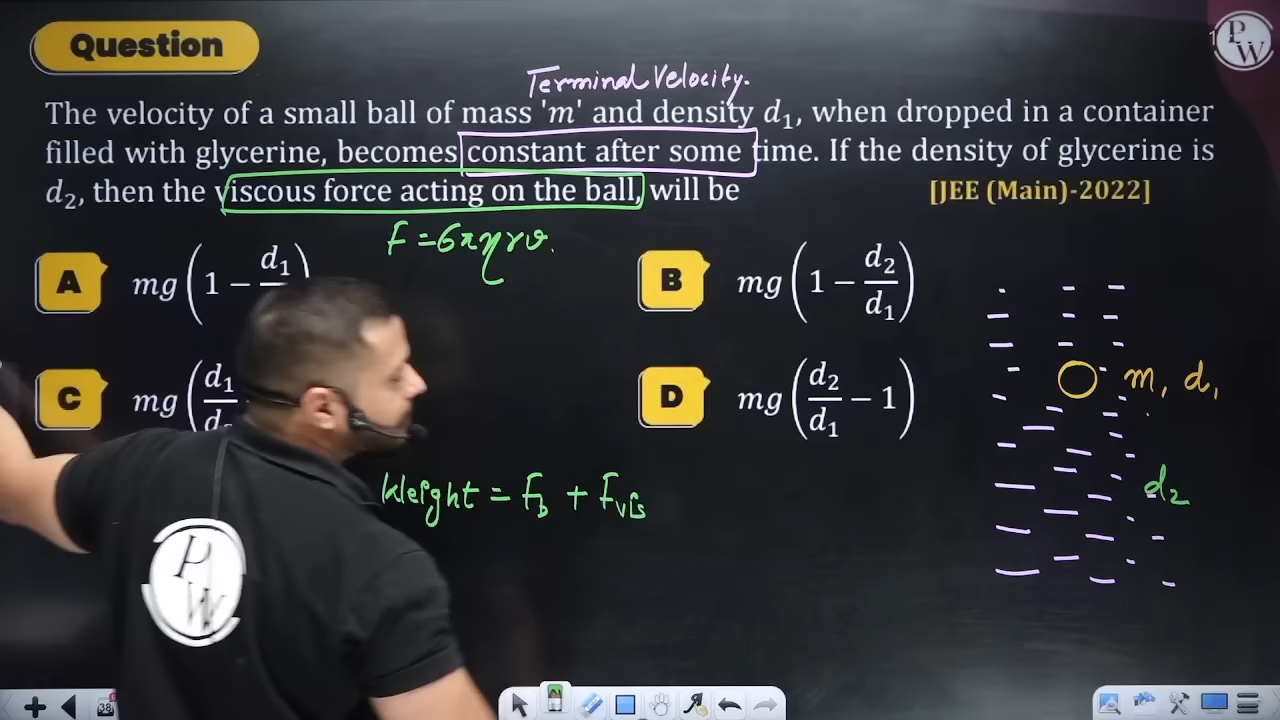 Question
P
W
Terminal Velocity.
The velocity of a small ball of mass 'm' and density d₁, when dropped in a container
filled with glycerine, becomes constant after some time. If the density of glycerine is
d₂, then the viscous force acting on the ball, will be [JEE (Main)-2022]
F = 6πηrv.
A mg(1 − d₁
B mg(1 − d₂/d₁)
C mg(d₁
D mg(d₂/d₁ − 1)
m, d₁
Weight = F_b + F_vis
d₂
P
W
38